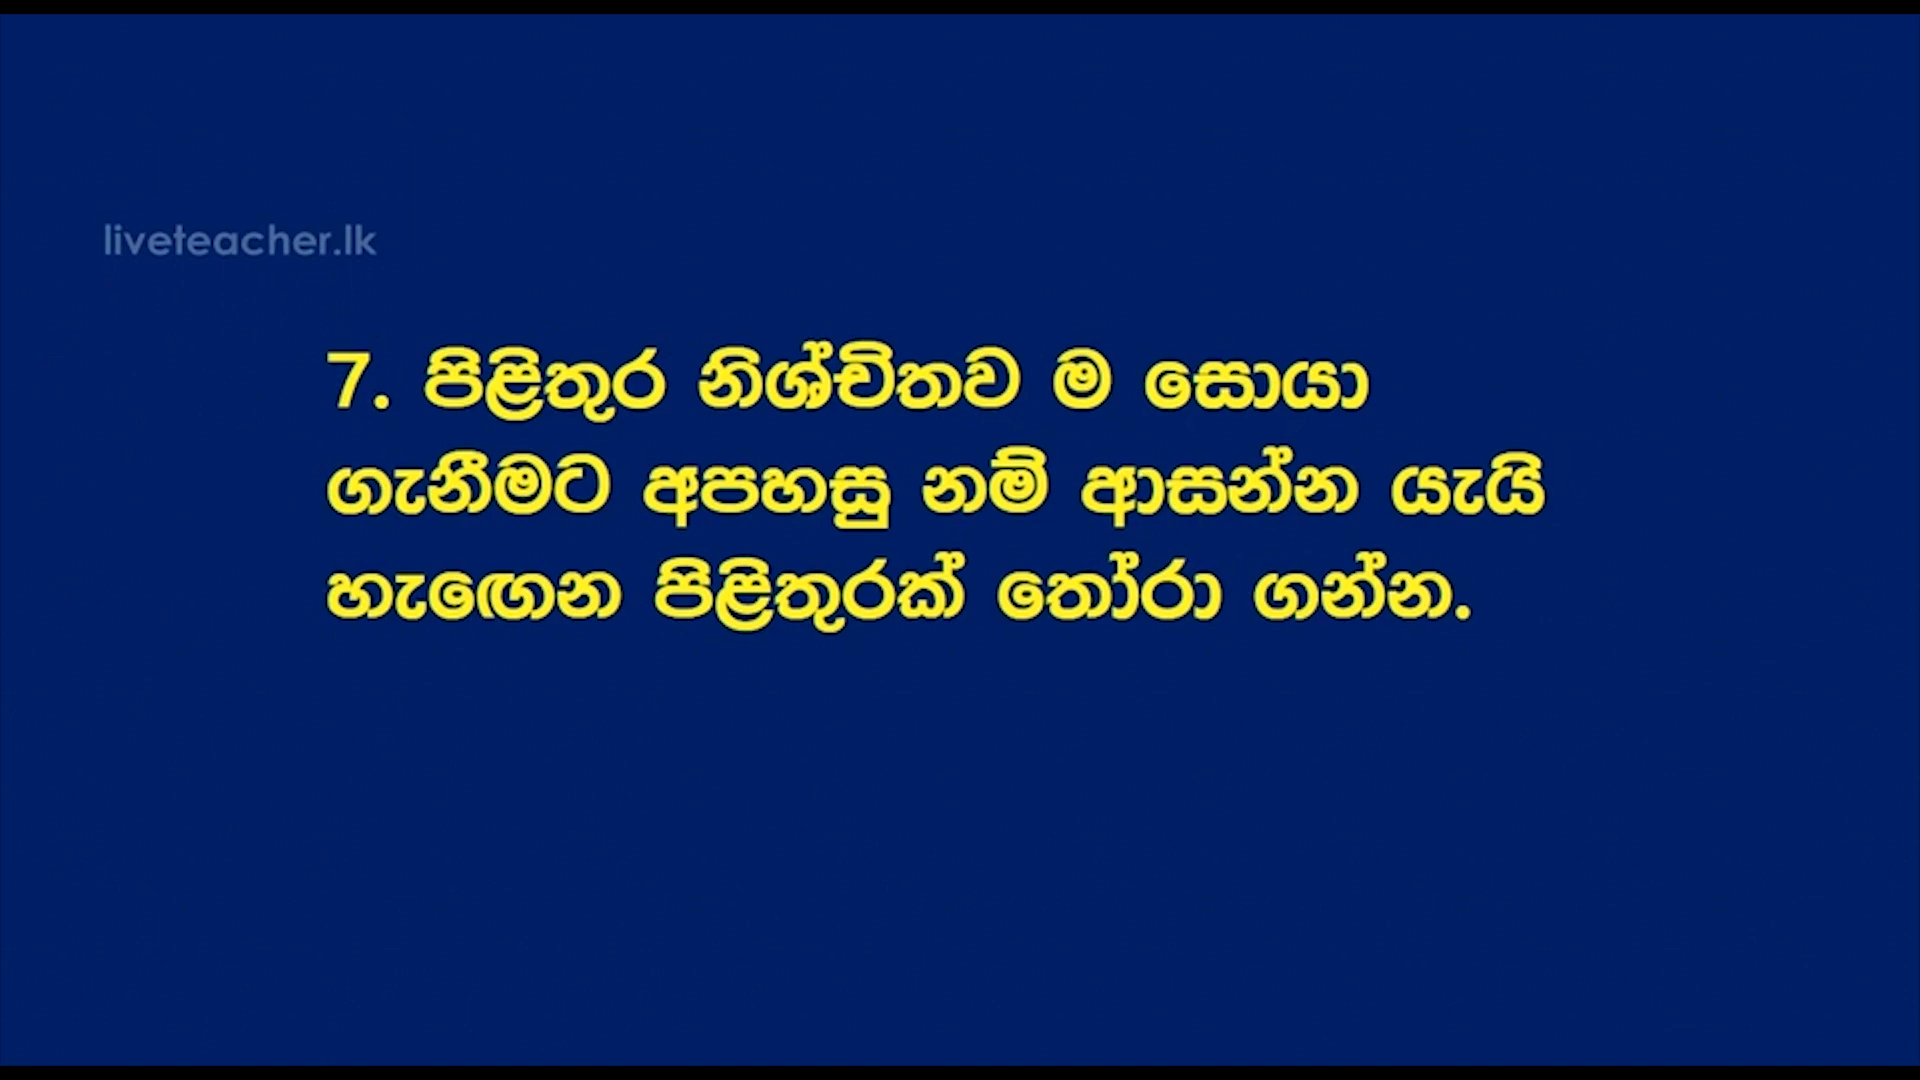 liveteacher.lk
7. පිළිතුර නිශ්චිතව ම සොයා
ගැනීමට අපහසු නම් ආසන්න යැයි
හැඟෙන පිළිතුරක් තෝරා ගන්න.